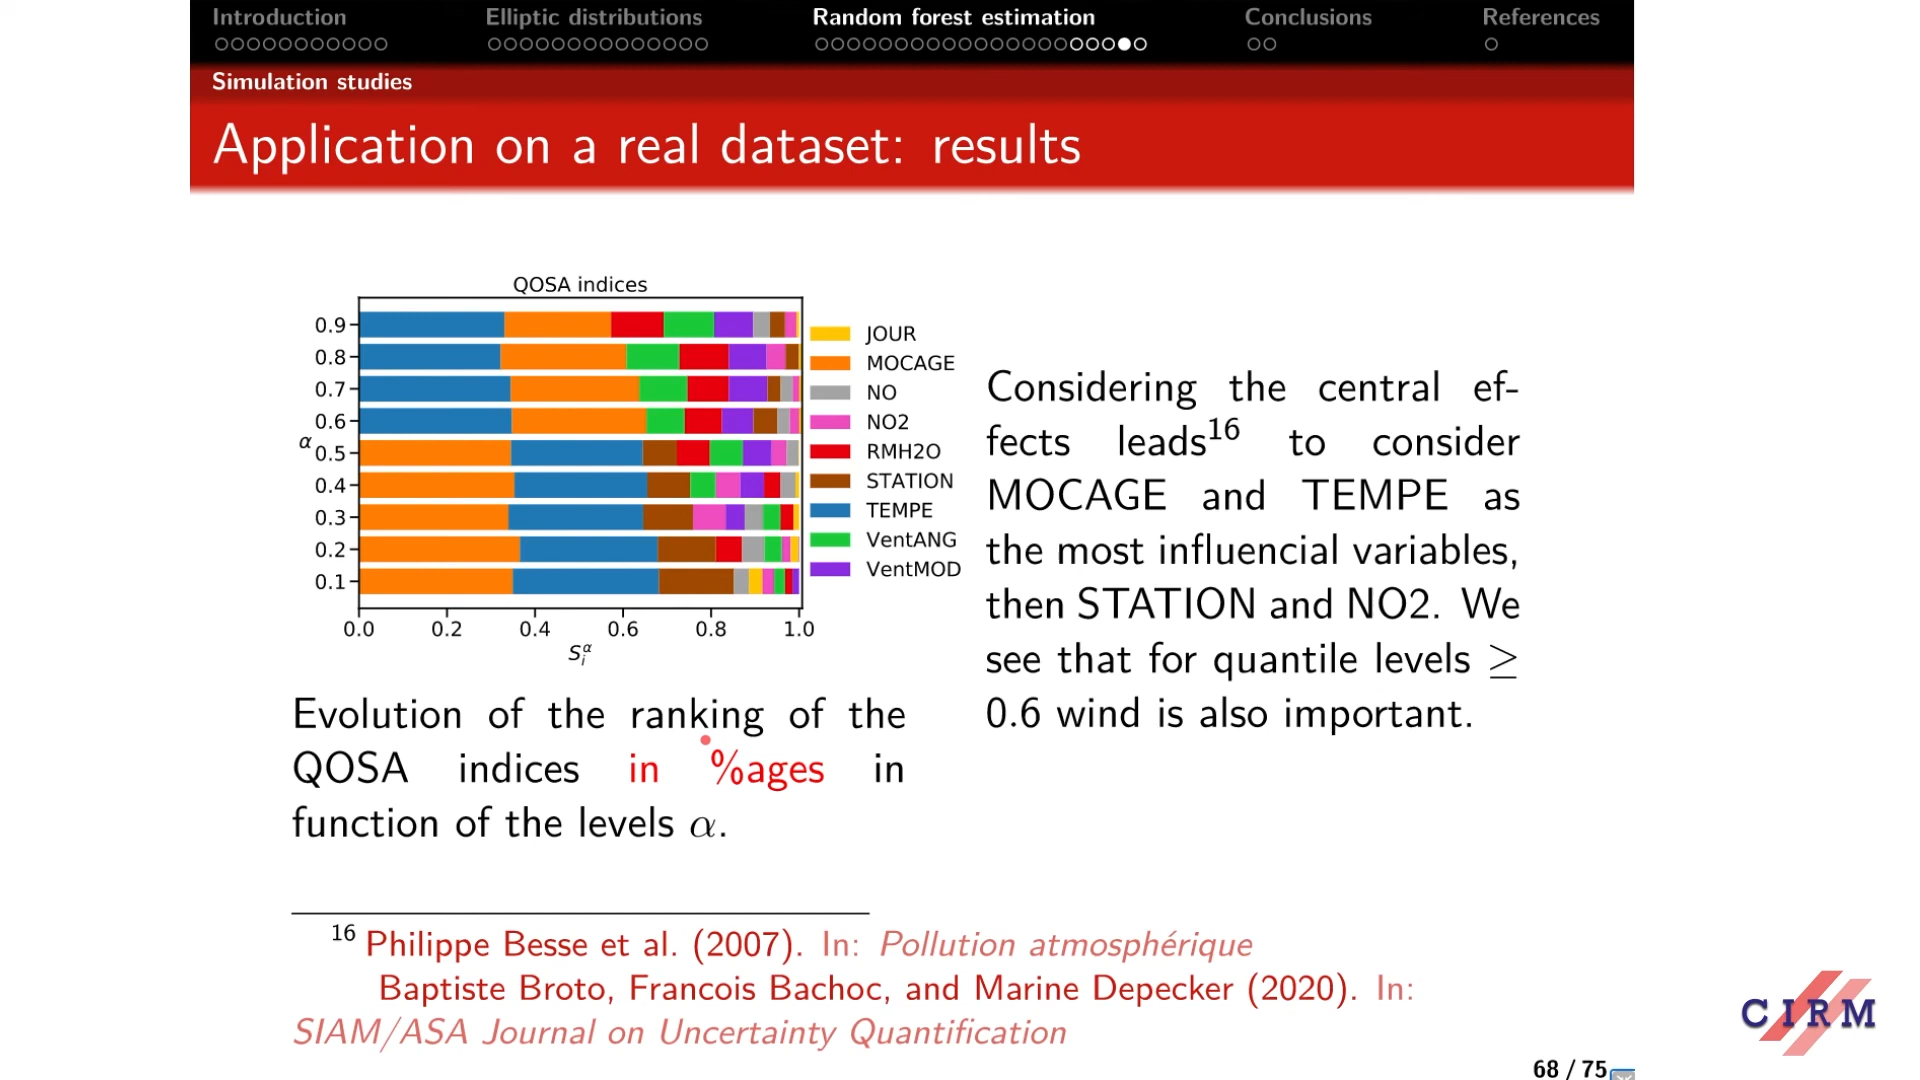 Introduction
Elliptic distributions
Random forest estimation
Conclusions
References
Simulation studies
Application on a real dataset: results
QOSA indices
0.9
0.8
0.7
0.6
α
0.5
0.4
0.3
0.2
0.1
0.0 0.2 0.4 0.6 0.8 1.0
S_i^α
JOUR
MOCAGE
NO
NO2
RMH2O
STATION
TEMPE
VentANG
VentMOD
Evolution of the ranking of the
QOSA indices in %ages in
function of the levels α.
Considering the central ef-
fects leads^16 to consider
MOCAGE and TEMPE as
the most influencial variables,
then STATION and NO2. We
see that for quantile levels ≥
0.6 wind is also important.
16 Philippe Besse et al. (2007). In: Pollution atmosphérique
Baptiste Broto, Francois Bachoc, and Marine Depecker (2020). In:
SIAM/ASA Journal on Uncertainty Quantification
68 / 75
CIRM